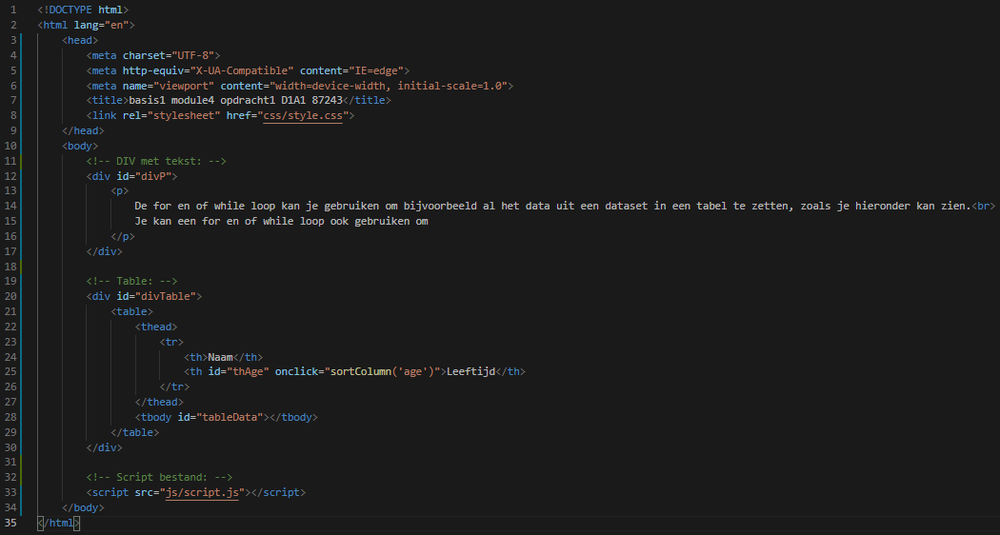 1 <!DOCTYPE html>
2 <html lang="en">
3 <head>
4 <meta charset="UTF-8">
5 <meta http-equiv="X-UA-Compatible" content="IE=edge">
6 <meta name="viewport" content="width=device-width, initial-scale=1.0">
7 <title>basis1 module4 opdracht1 D1A1 87243</title>
8 <link rel="stylesheet" href="css/style.css">
9 </head>
10 <body>
11 <!-- DIV met tekst: -->
12 <div id="divP">
13 <p>
14 De for en of while loop kan je gebruiken om bijvoorbeeld al het data uit een dataset in een tabel te zetten, zoals je hieronder kan zien.<br>
15 Je kan een for en of while loop ook gebruiken om
16 </p>
17 </div>
18
19 <!-- Table: -->
20 <div id="divTable">
21 <table>
22 <thead>
23 <tr>
24 <th>Naam</th>
25 <th id="thAge" onclick="sortColumn('age')">Leeftijd</th>
26 </tr>
27 </thead>
28 <tbody id="tableData"></tbody>
29 </table>
30 </div>
31
32 <!-- Script bestand: -->
33 <script src="js/script.js"></script>
34 </body>
35 </html>